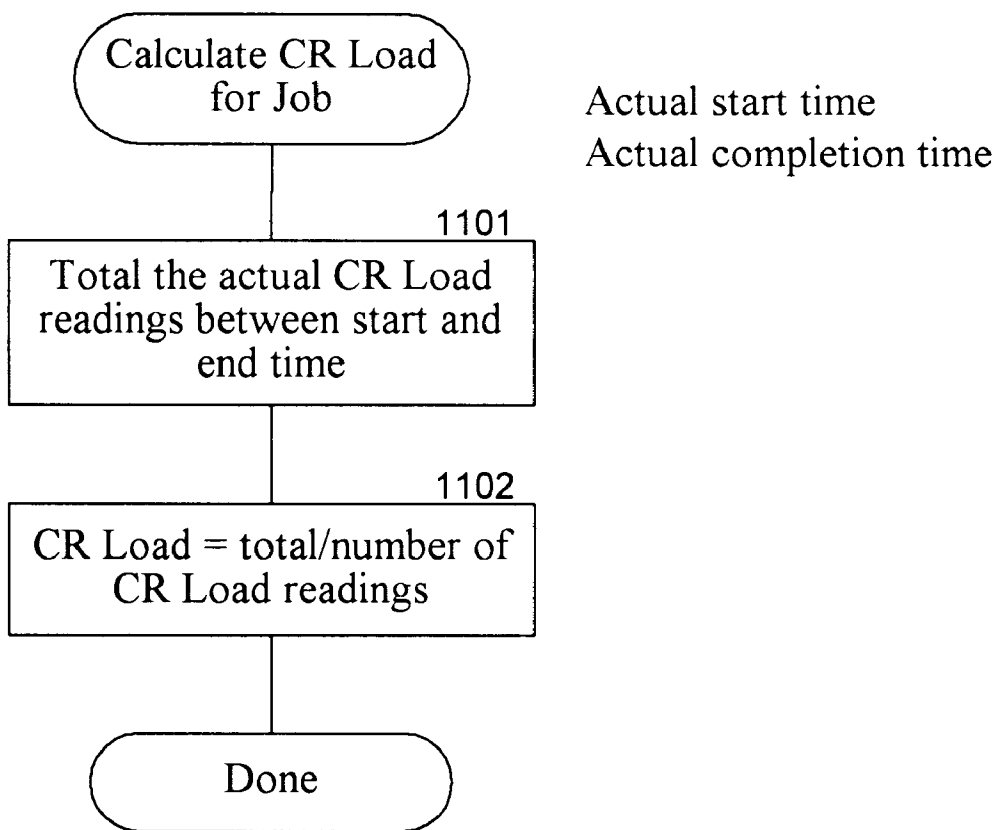 Calculate CR Load
for Job
Actual start time
Actual completion time
1101
Total the actual CR Load
readings between start and
end time
1102
CR Load = total/number of
CR Load readings
Done